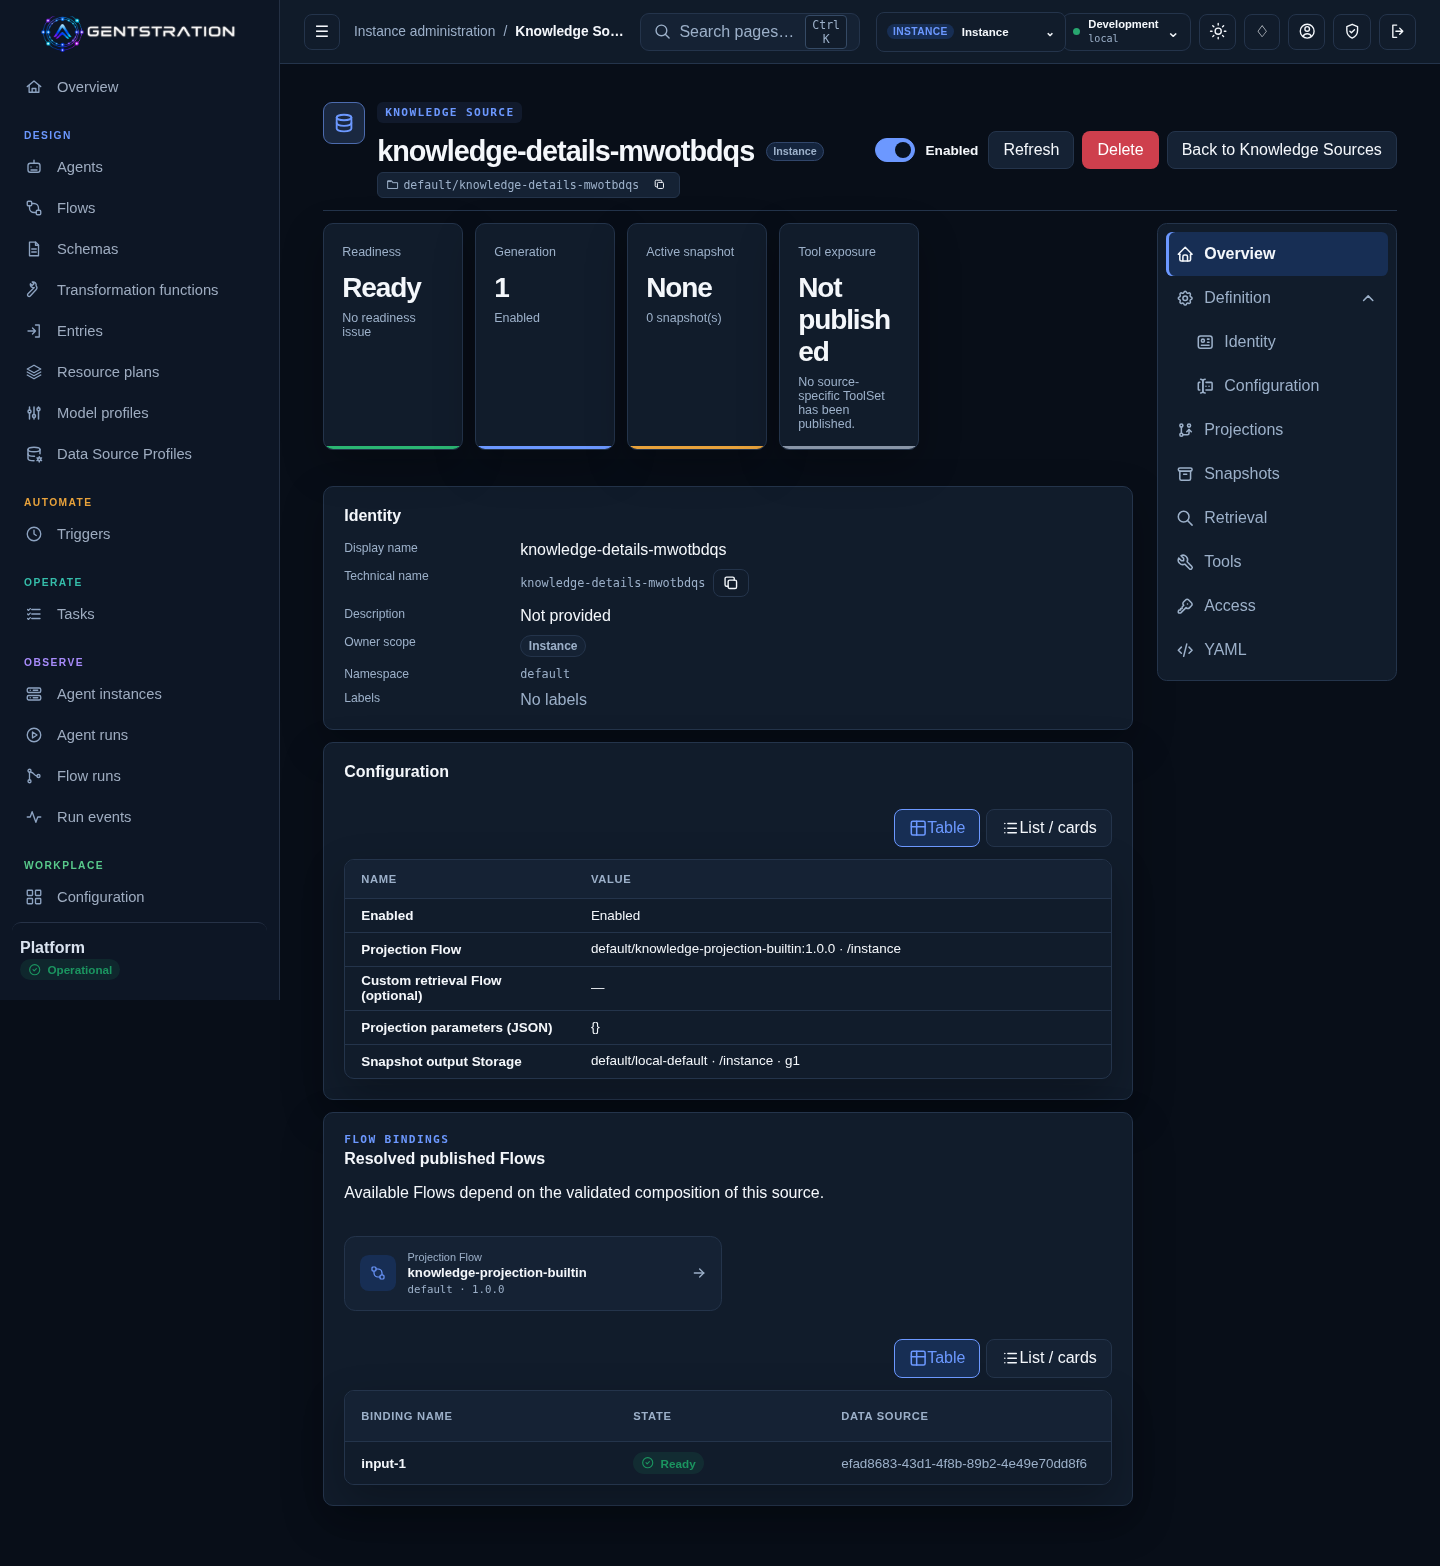 GENTSTRATION
Overview
DESIGN
Agents
Flows
Schemas
Transformation functions
Entries
Resource plans
Model profiles
Data Source Profiles
AUTOMATE
Triggers
OPERATE
Tasks
OBSERVE
Agent instances
Agent runs
Flow runs
Run events
WORKPLACE
Configuration
Platform
Operational
Instance administration / Knowledge So…
Search pages…
Ctrl
K
INSTANCE Instance
Development
local
KNOWLEDGE SOURCE
knowledge-details-mwotbdqs Instance
default/knowledge-details-mwotbdqs
Enabled
Refresh
Delete
Back to Knowledge Sources
Readiness
Ready
No readiness
issue
Generation
1
Enabled
Active snapshot
None
0 snapshot(s)
Tool exposure
Not
publish
ed
No source-
specific ToolSet
has been
published.
Overview
Definition
Identity
Configuration
Projections
Snapshots
Retrieval
Tools
Access
YAML
Identity
Display name knowledge-details-mwotbdqs
Technical name knowledge-details-mwotbdqs
Description Not provided
Owner scope Instance
Namespace default
Labels No labels
Configuration
Table List / cards
NAME VALUE
Enabled Enabled
Projection Flow default/knowledge-projection-builtin:1.0.0 · /instance
Custom retrieval Flow
(optional) —
Projection parameters (JSON) {}
Snapshot output Storage default/local-default · /instance · g1
FLOW BINDINGS
Resolved published Flows
Available Flows depend on the validated composition of this source.
Projection Flow
knowledge-projection-builtin
default · 1.0.0
Table List / cards
BINDING NAME STATE DATA SOURCE
input-1 Ready efad8683-43d1-4f8b-89b2-4e49e70dd8f6